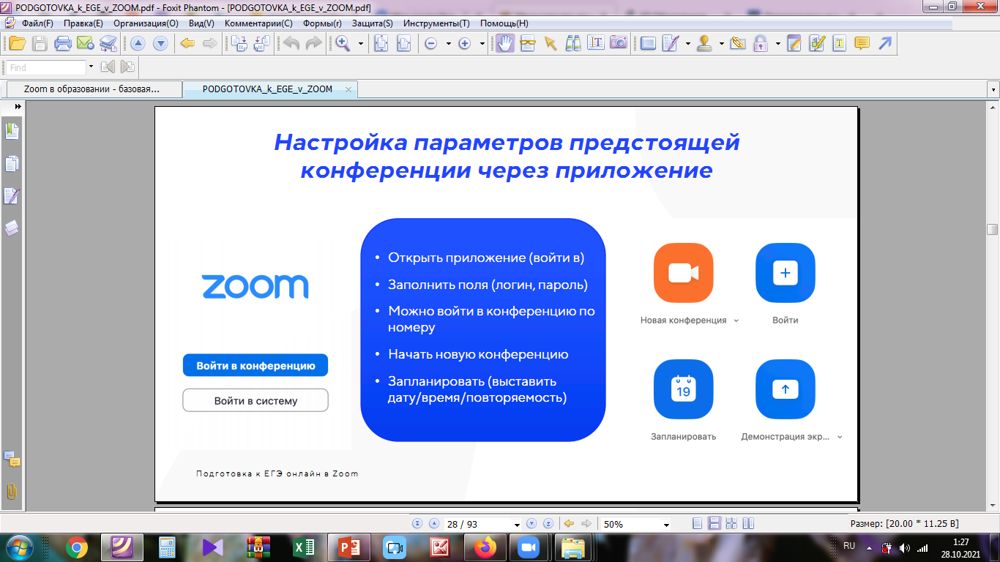 PODGOTOVKA_k_EGE_v_ZOOM.pdf - Foxit Phantom - [PODGOTOVKA_k_EGE_v_ZOOM.pdf]
Файл(F) Правка(E) Организация(O) Вид(V) Комментарии(C) Формы(r) Защита(S) Инструменты(T) Помощь(H)
Find
Zoom в образовании - базовая... PODGOTOVKA_k_EGE_v_ZOOM
Настройка параметров предстоящей
конференции через приложение
zoom
Войти в конференцию
Войти в систему
• Открыть приложение (войти в)
• Заполнить поля (логин, пароль)
• Можно войти в конференцию по
номеру
• Начать новую конференцию
• Запланировать (выставить
дату/время/повторяемость)
Новая конференция Войти
19
Запланировать Демонстрация экр...
Подготовка к ЕГЭ онлайн в Zoom
28 / 93 50% Размер: [20.00 * 11.25 В]
RU 1:27
28.10.2021